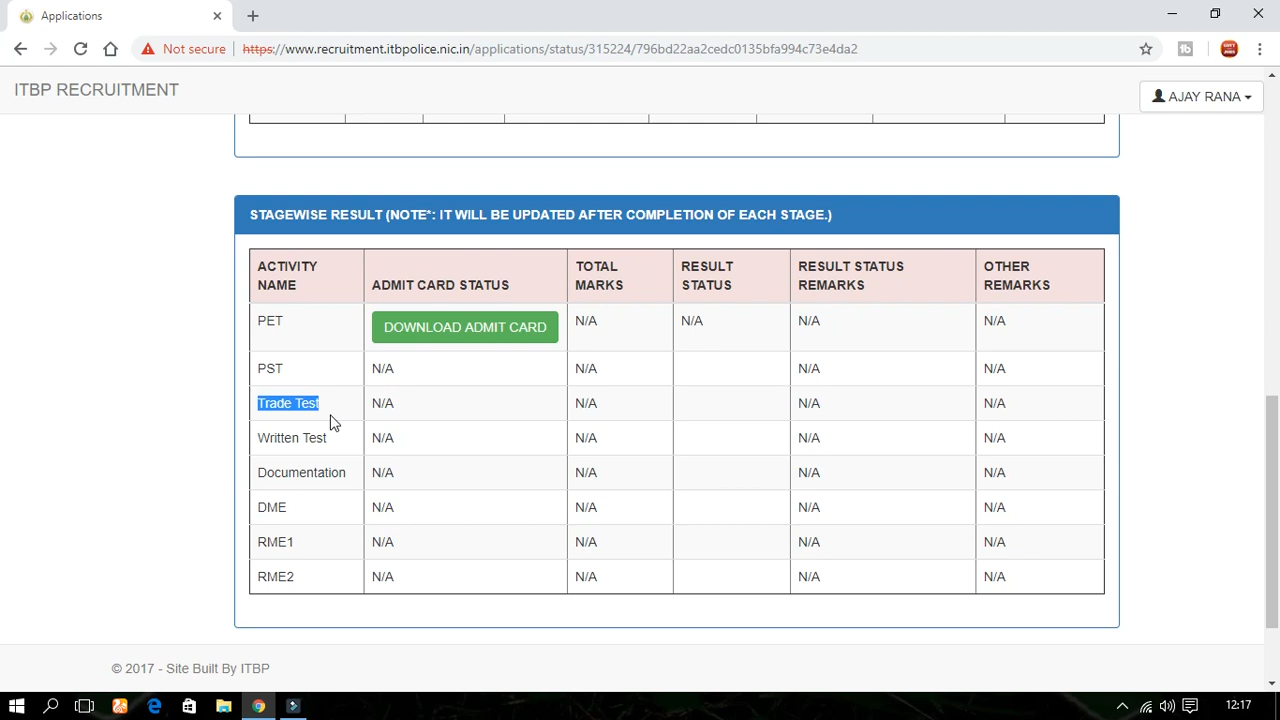 Applications
Not secure https://www.recruitment.itbpolice.nic.in/applications/status/315224/796bd22aa2cedc0135bfa994c73e4da2
ITBP RECRUITMENT
AJAY RANA
STAGEWISE RESULT (NOTE*: IT WILL BE UPDATED AFTER COMPLETION OF EACH STAGE.)
ACTIVITY NAME ADMIT CARD STATUS TOTAL MARKS RESULT STATUS RESULT STATUS REMARKS OTHER REMARKS
PET DOWNLOAD ADMIT CARD N/A N/A N/A N/A
PST N/A N/A N/A N/A
Trade Test N/A N/A N/A N/A
Written Test N/A N/A N/A N/A
Documentation N/A N/A N/A N/A
DME N/A N/A N/A N/A
RME1 N/A N/A N/A N/A
RME2 N/A N/A N/A N/A
© 2017 - Site Built By ITBP
12:17